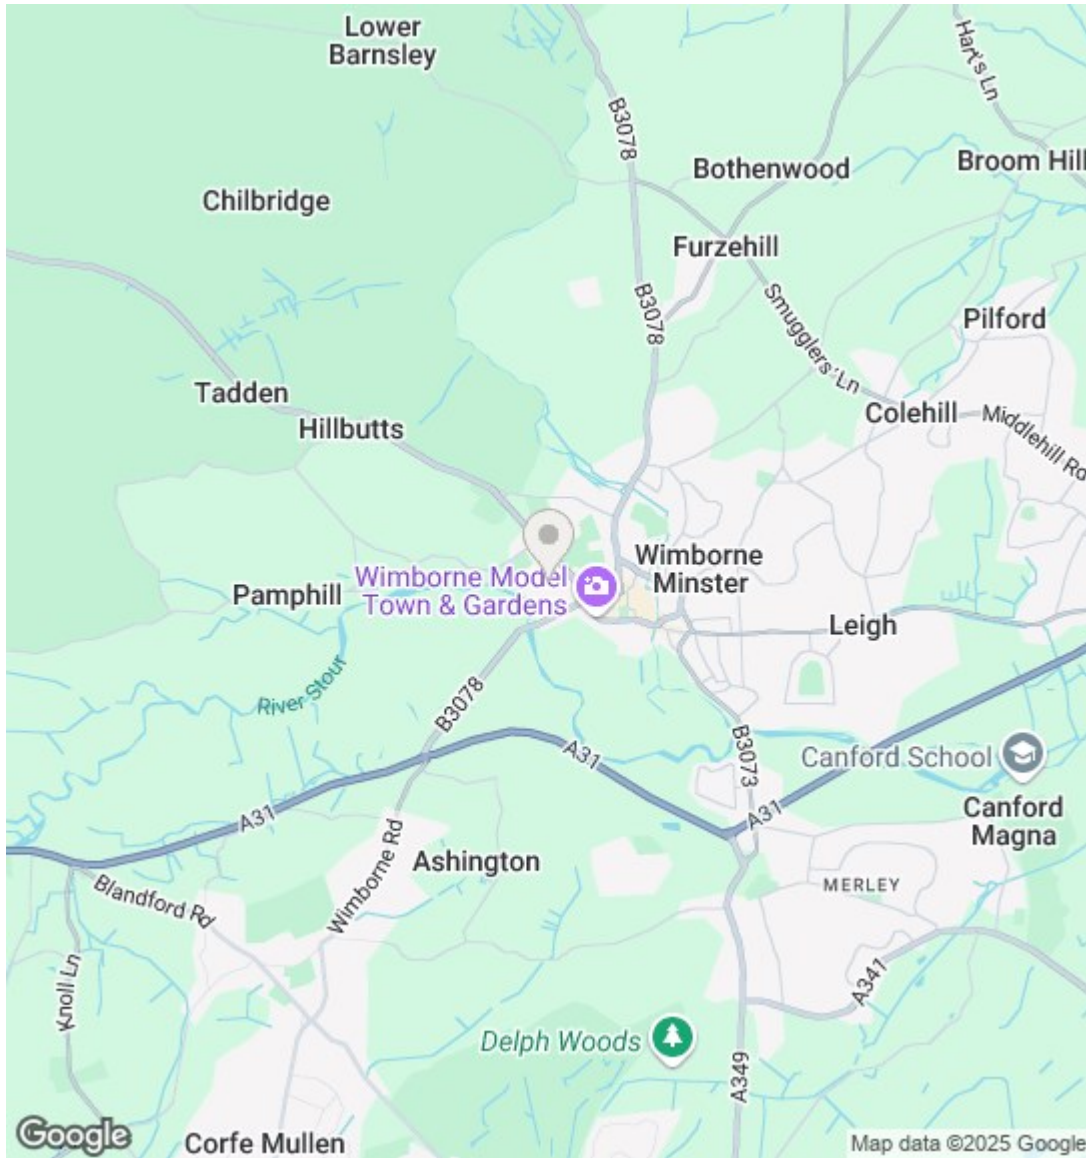 Lower
Barnsley
Hart's Ln
B3078
Bothenwood
Broom Hill
Chilbridge
Furzehill
B3078
Smugglers' Ln
Pilford
Tadden
Colehill
Hillbutts
Middlehill Rd
Wimborne
Minster
Wimborne Model
Town & Gardens
Pamphill
Leigh
River Stour
B3078
B3073
A31
Canford School
A31
A31
Canford
Magna
Ashington
Wimborne Rd
MERLEY
Blandford Rd
Knoll Ln
A341
Delph Woods
A349
Google
Corfe Mullen
Map data ©2025 Google